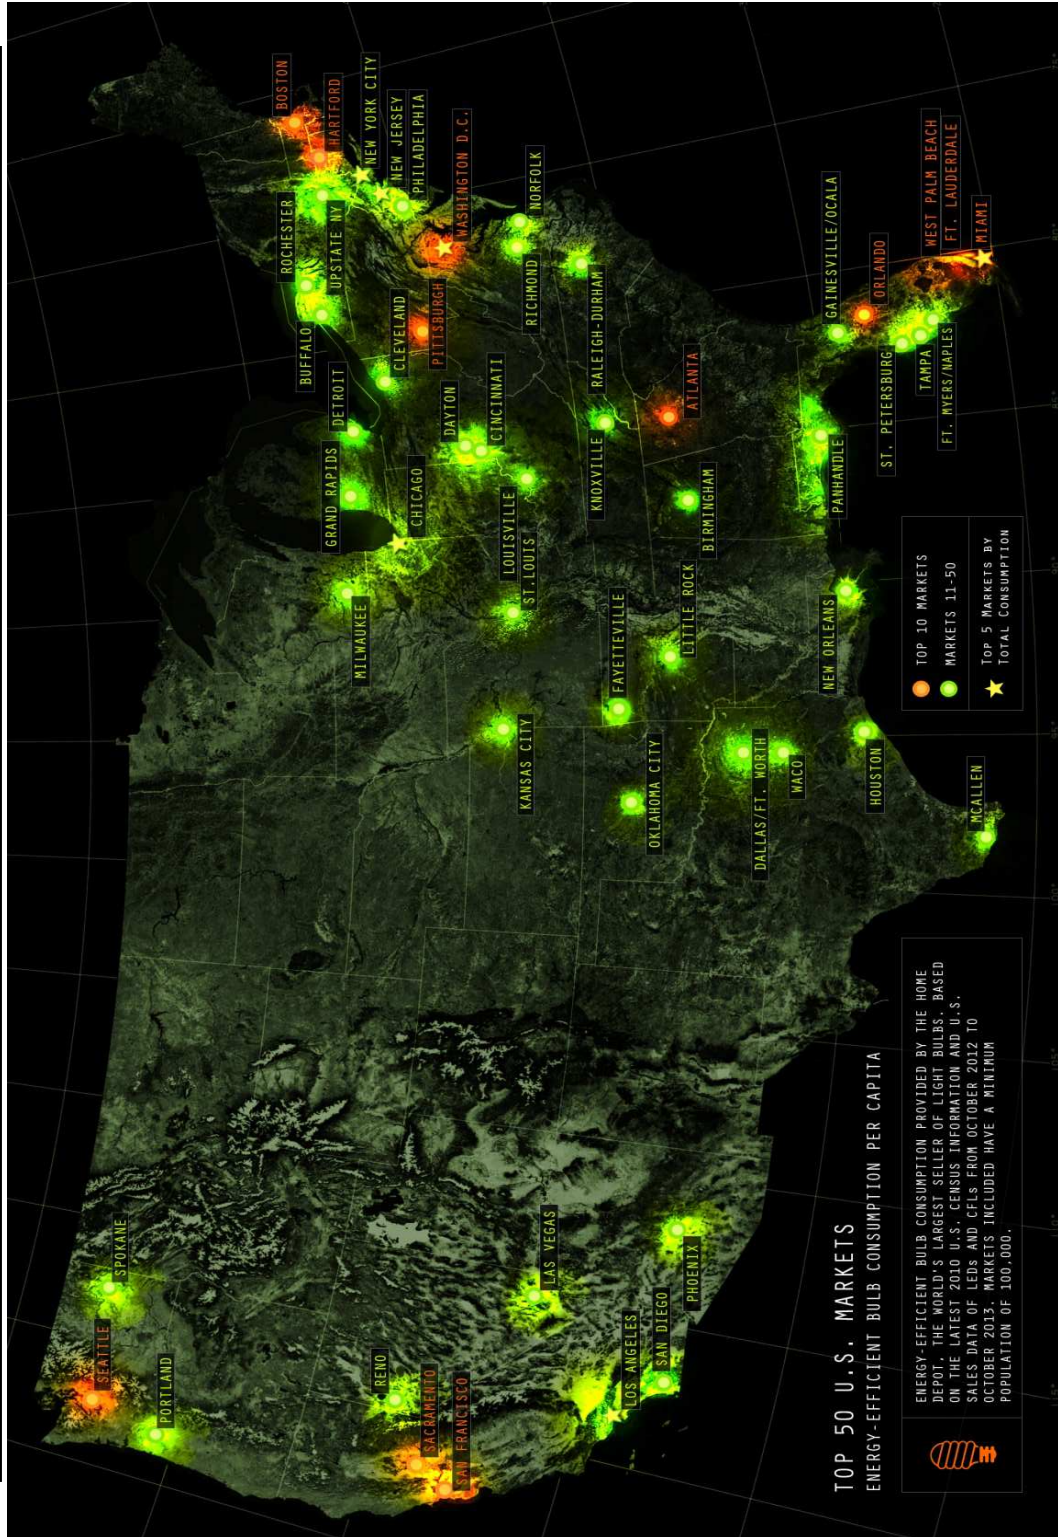 SEATTLE
SPOKANE
PORTLAND
RENO
SACRAMENTO
SAN FRANCISCO
LAS VEGAS
LOS ANGELES
SAN DIEGO
PHOENIX
KANSAS CITY
OKLAHOMA CITY
FAYETTEVILLE
LITTLE ROCK
DALLAS/FT. WORTH
WACO
HOUSTON
MCALLEN
NEW ORLEANS
MILWAUKEE
CHICAGO
GRAND RAPIDS
DETROIT
ST.LOUIS
LOUISVILLE
DAYTON
CINCINNATI
CLEVELAND
PITTSBURGH
BUFFALO
ROCHESTER
UPSTATE NY
BOSTON
HARTFORD
NEW YORK CITY
NEW JERSEY
PHILADELPHIA
WASHINGTON D.C.
RICHMOND
NORFOLK
RALEIGH-DURHAM
KNOXVILLE
ATLANTA
BIRMINGHAM
PANHANDLE
GAINESVILLE/OCALA
ORLANDO
ST. PETERSBURG
TAMPA
FT. MYERS/NAPLES
WEST PALM BEACH
FT. LAUDERDALE
MIAMI
TOP 50 U.S. MARKETS
ENERGY-EFFICIENT BULB CONSUMPTION PER CAPITA
ENERGY-EFFICIENT BULB CONSUMPTION PROVIDED BY THE HOME
DEPOT, THE WORLD'S LARGEST SELLER OF LIGHT BULBS. BASED
ON THE LATEST 2010 U.S. CENSUS INFORMATION AND U.S.
SALES DATA OF LEDs AND CFLs FROM OCTOBER 2012 TO
OCTOBER 2013. MARKETS INCLUDED HAVE A MINIMUM
POPULATION OF 100,000.
TOP 10 MARKETS
MARKETS 11-50
TOP 5 MARKETS BY
TOTAL CONSUMPTION